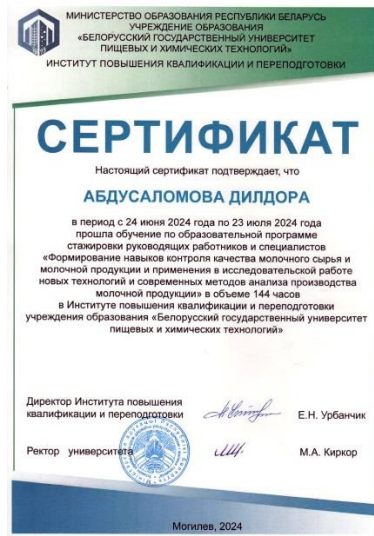 МИНИСТЕРСТВО ОБРАЗОВАНИЯ РЕСПУБЛИКИ БЕЛАРУСЬ
УЧРЕЖДЕНИЕ ОБРАЗОВАНИЯ
«БЕЛОРУССКИЙ ГОСУДАРСТВЕННЫЙ УНИВЕРСИТЕТ
ПИЩЕВЫХ И ХИМИЧЕСКИХ ТЕХНОЛОГИЙ»
ИНСТИТУТ ПОВЫШЕНИЯ КВАЛИФИКАЦИИ И ПЕРЕПОДГОТОВКИ
СЕРТИФИКАТ
Настоящий сертификат подтверждает, что
АБДУСАЛОМОВА ДИЛДОРА
в период с 24 июня 2024 года по 23 июля 2024 года
прошла обучение по образовательной программе
стажировки руководящих работников и специалистов
«Формирование навыков контроля качества молочного сырья и
молочной продукции и применения в исследовательской работе
новых технологий и современных методов анализа производства
молочной продукции» в объеме 144 часов
в Институте повышения квалификации и переподготовки
учреждения образования «Белорусский государственный университет
пищевых и химических технологий»
Директор Института повышения
квалификации и переподготовки Е.Н. Урбанчик
Ректор университета М.А. Киркор
Могилев, 2024